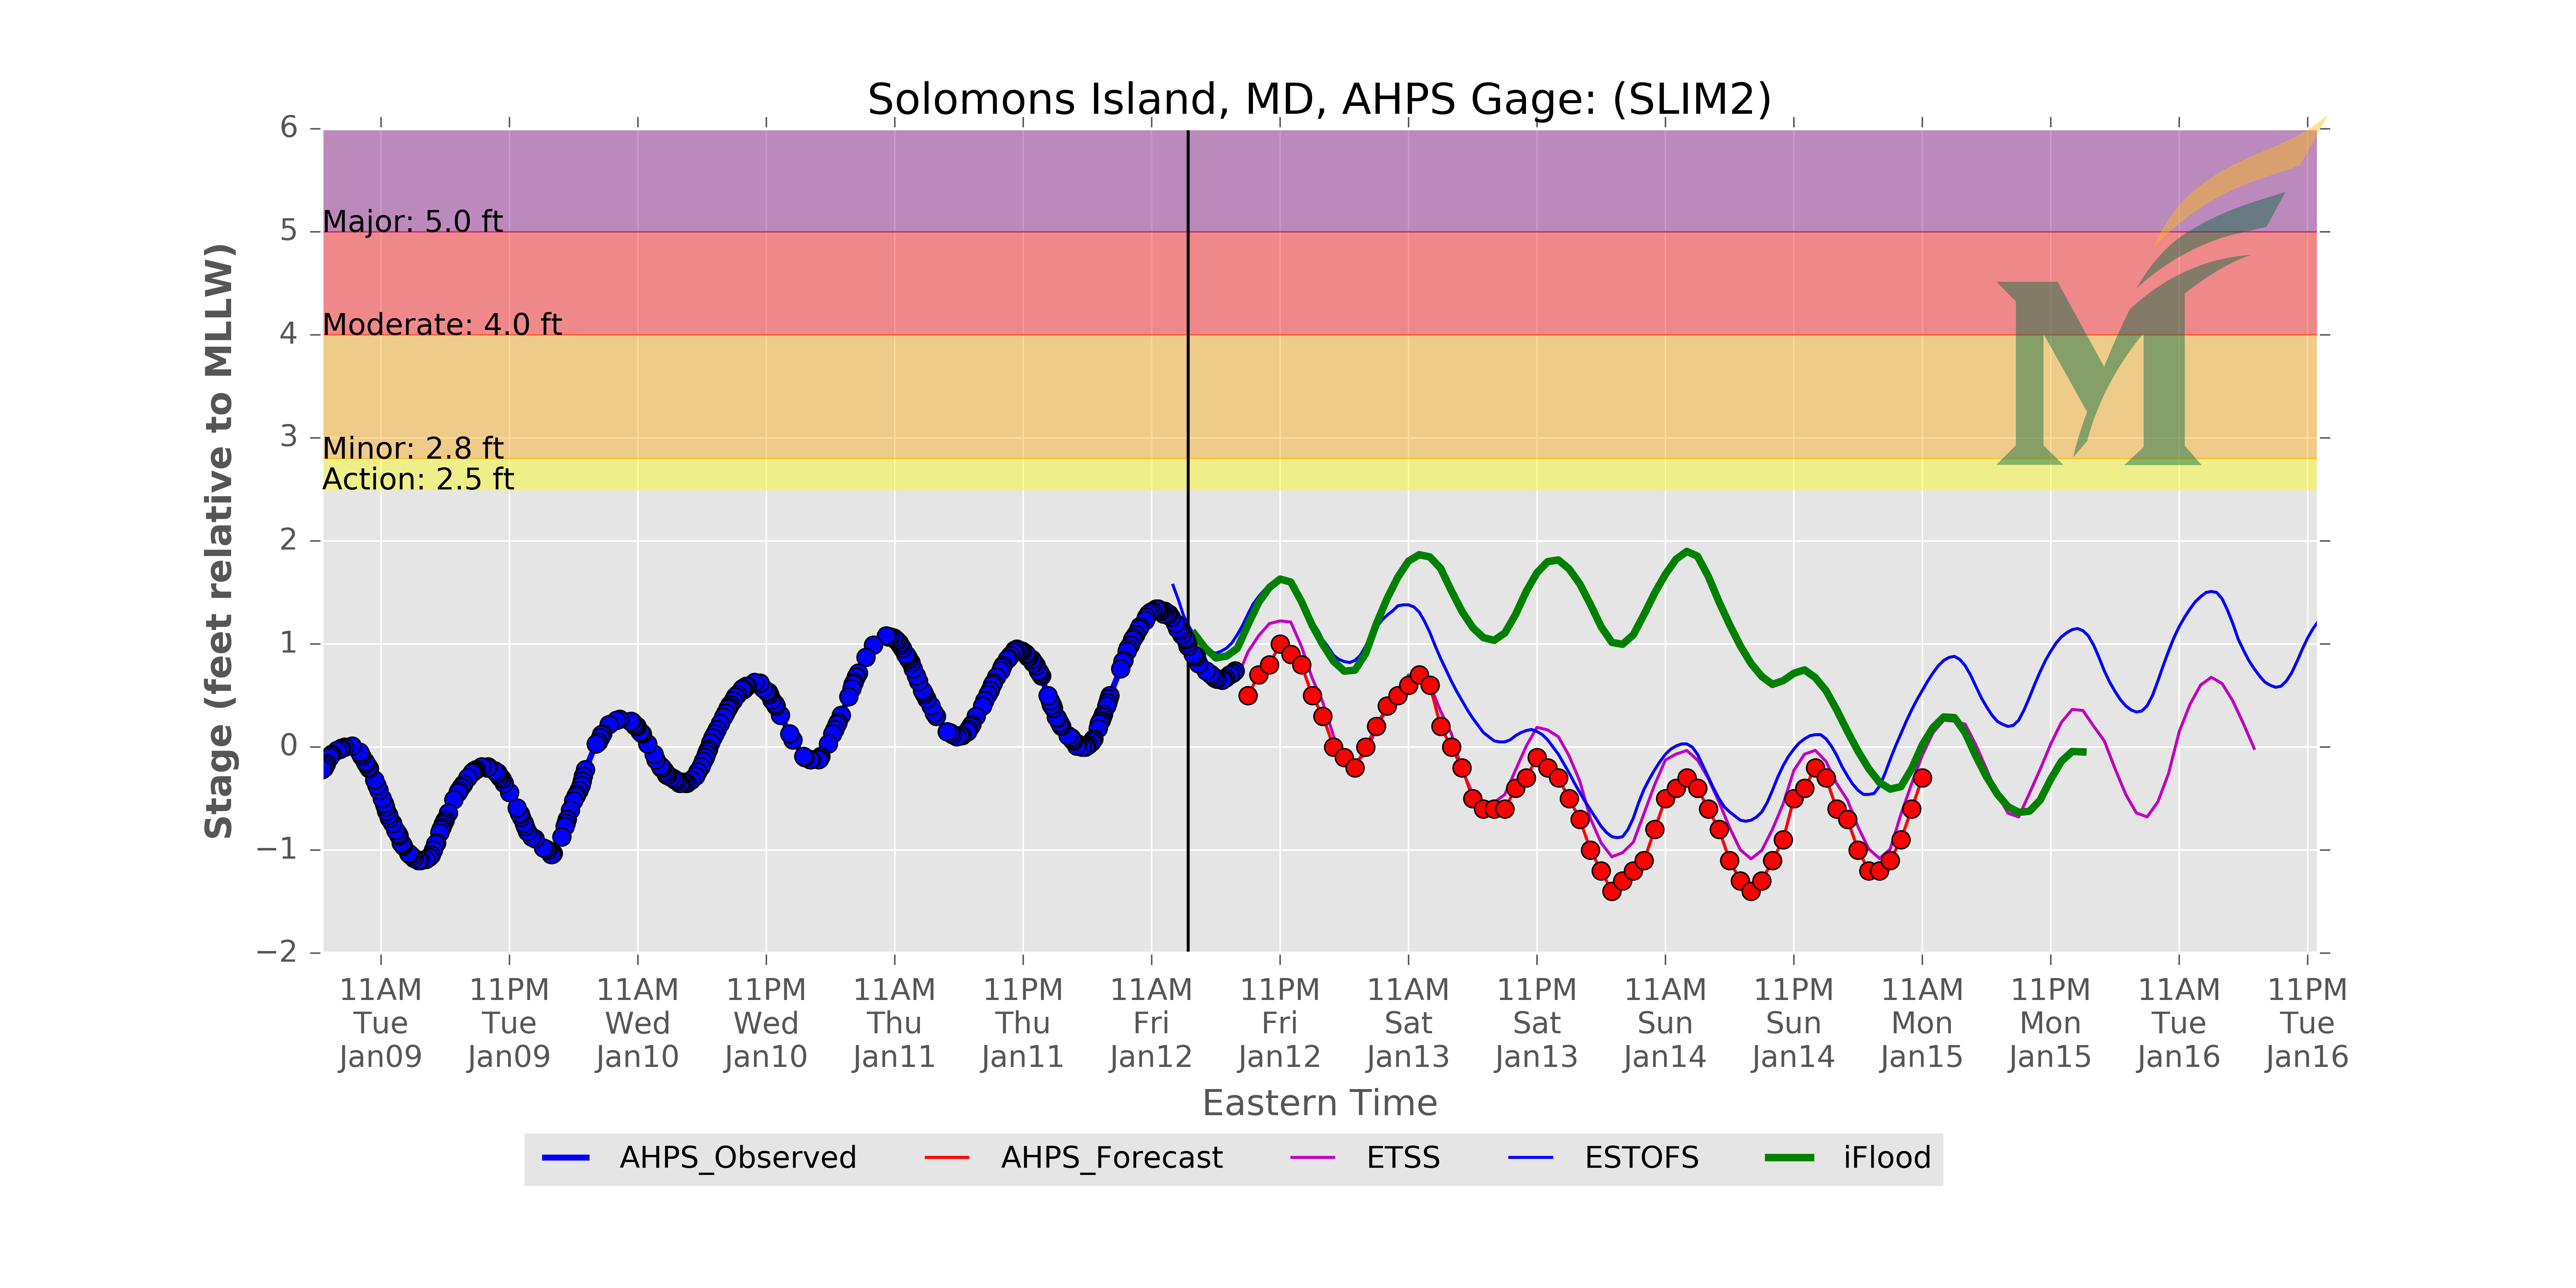 Solomons Island, MD, AHPS Gage: (SLIM2)
6
5
4
3
2
1
0
−1
−2
Stage (feet relative to MLLW)
Major: 5.0 ft
Moderate: 4.0 ft
Minor: 2.8 ft
Action: 2.5 ft
M
11AM 11PM 11AM 11PM 11AM 11PM 11AM 11PM 11AM 11PM 11AM 11PM 11AM 11PM 11AM 11PM
Tue Tue Wed Wed Thu Thu Fri Fri Sat Sat Sun Sun Mon Mon Tue Tue
Jan09 Jan09 Jan10 Jan10 Jan11 Jan11 Jan12 Jan12 Jan13 Jan13 Jan14 Jan14 Jan15 Jan15 Jan16 Jan16
Eastern Time
AHPS_Observed AHPS_Forecast ETSS ESTOFS iFlood